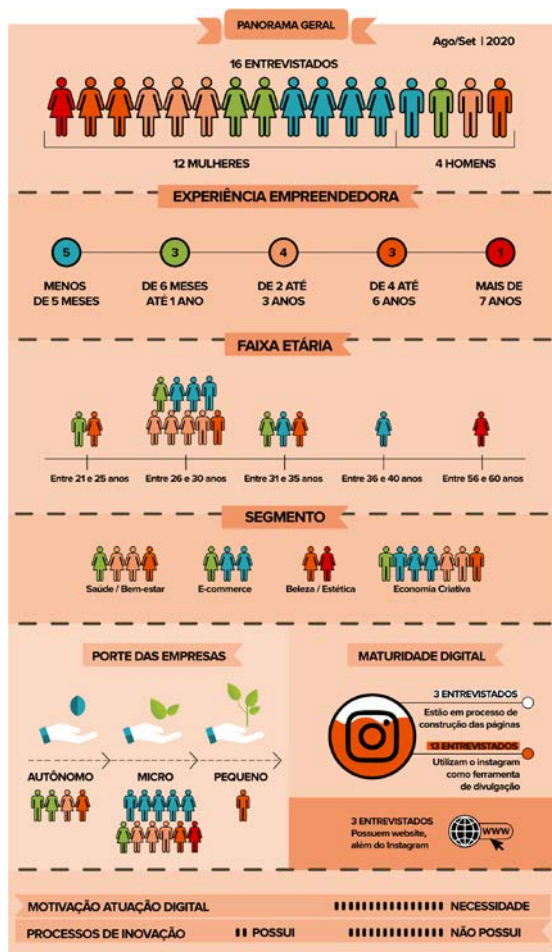 PANORAMA GERAL
Ago/Set | 2020
16 ENTREVISTADOS
12 MULHERES
4 HOMENS
EXPERIÊNCIA EMPREENDEDORA
5
3
4
3
1
MENOS
DE 5 MESES
DE 6 MESES
ATÉ 1 ANO
DE 2 ATÉ
3 ANOS
DE 4 ATÉ
6 ANOS
MAIS DE
7 ANOS
FAIXA ETÁRIA
Entre 21 e 25 anos
Entre 26 e 30 anos
Entre 31 e 35 anos
Entre 36 e 40 anos
Entre 56 e 60 anos
SEGMENTO
Saúde / Bem-estar
E-commerce
Beleza / Estética
Economia Criativa
PORTE DAS EMPRESAS
AUTÔNOMO
MICRO
PEQUENO
MATURIDADE DIGITAL
3 ENTREVISTADOS
Estão em processo de
construção das páginas
13 ENTREVISTADOS
Utilizam o instagram
como ferramenta
de divulgação
3 ENTREVISTADOS
Possuem website,
além do Instagram
WWW
MOTIVAÇÃO ATUAÇÃO DIGITAL
NECESSIDADE
PROCESSOS DE INOVAÇÃO
POSSUI
NÃO POSSUI